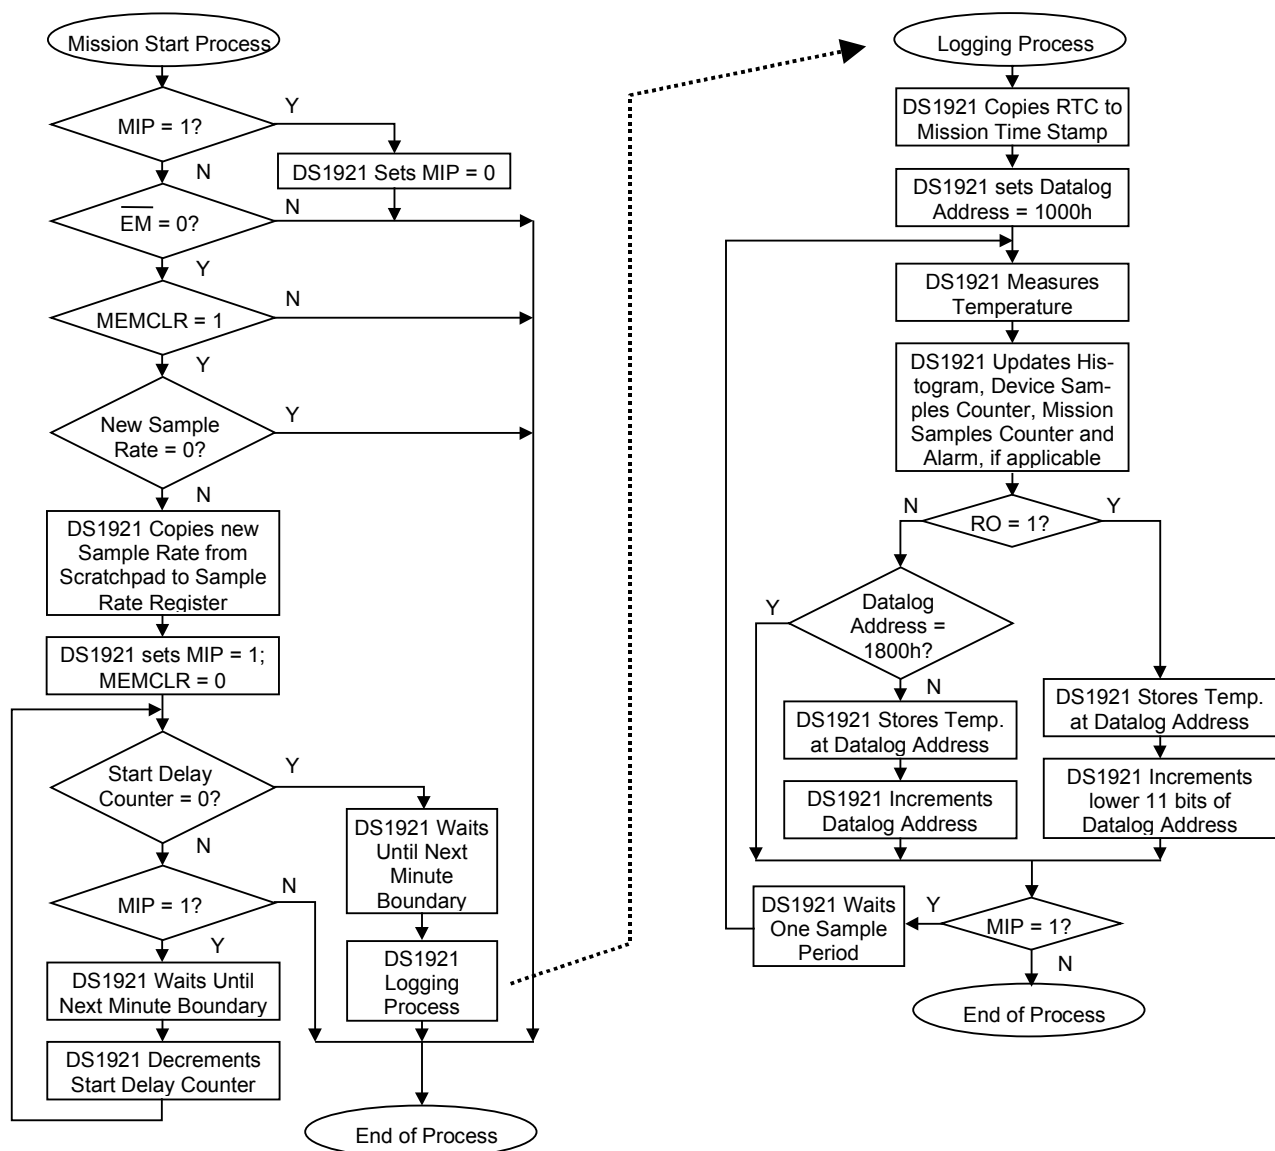 Mission Start Process
MIP = 1?
Y
N
DS1921 Sets MIP = 0
EM = 0?
N
Y
MEMCLR = 1
N
Y
New Sample
Rate = 0?
Y
N
DS1921 Copies new
Sample Rate from
Scratchpad to Sample
Rate Register
DS1921 sets MIP = 1;
MEMCLR = 0
Start Delay
Counter = 0?
Y
N
DS1921 Waits
Until Next
Minute
Boundary
MIP = 1?
N
Y
DS1921 Waits Until
Next Minute Boundary
DS1921
Logging
Process
DS1921 Decrements
Start Delay Counter
End of Process
Logging Process
DS1921 Copies RTC to
Mission Time Stamp
DS1921 sets Datalog
Address = 1000h
DS1921 Measures
Temperature
DS1921 Updates His-
togram, Device Sam-
ples Counter, Mission
Samples Counter and
Alarm, if applicable
RO = 1?
N
Y
Datalog
Address =
1800h?
Y
N
DS1921 Stores Temp.
at Datalog Address
DS1921 Increments
Datalog Address
DS1921 Stores Temp.
at Datalog Address
DS1921 Increments
lower 11 bits of
Datalog Address
MIP = 1?
Y
N
DS1921 Waits
One Sample
Period
End of Process